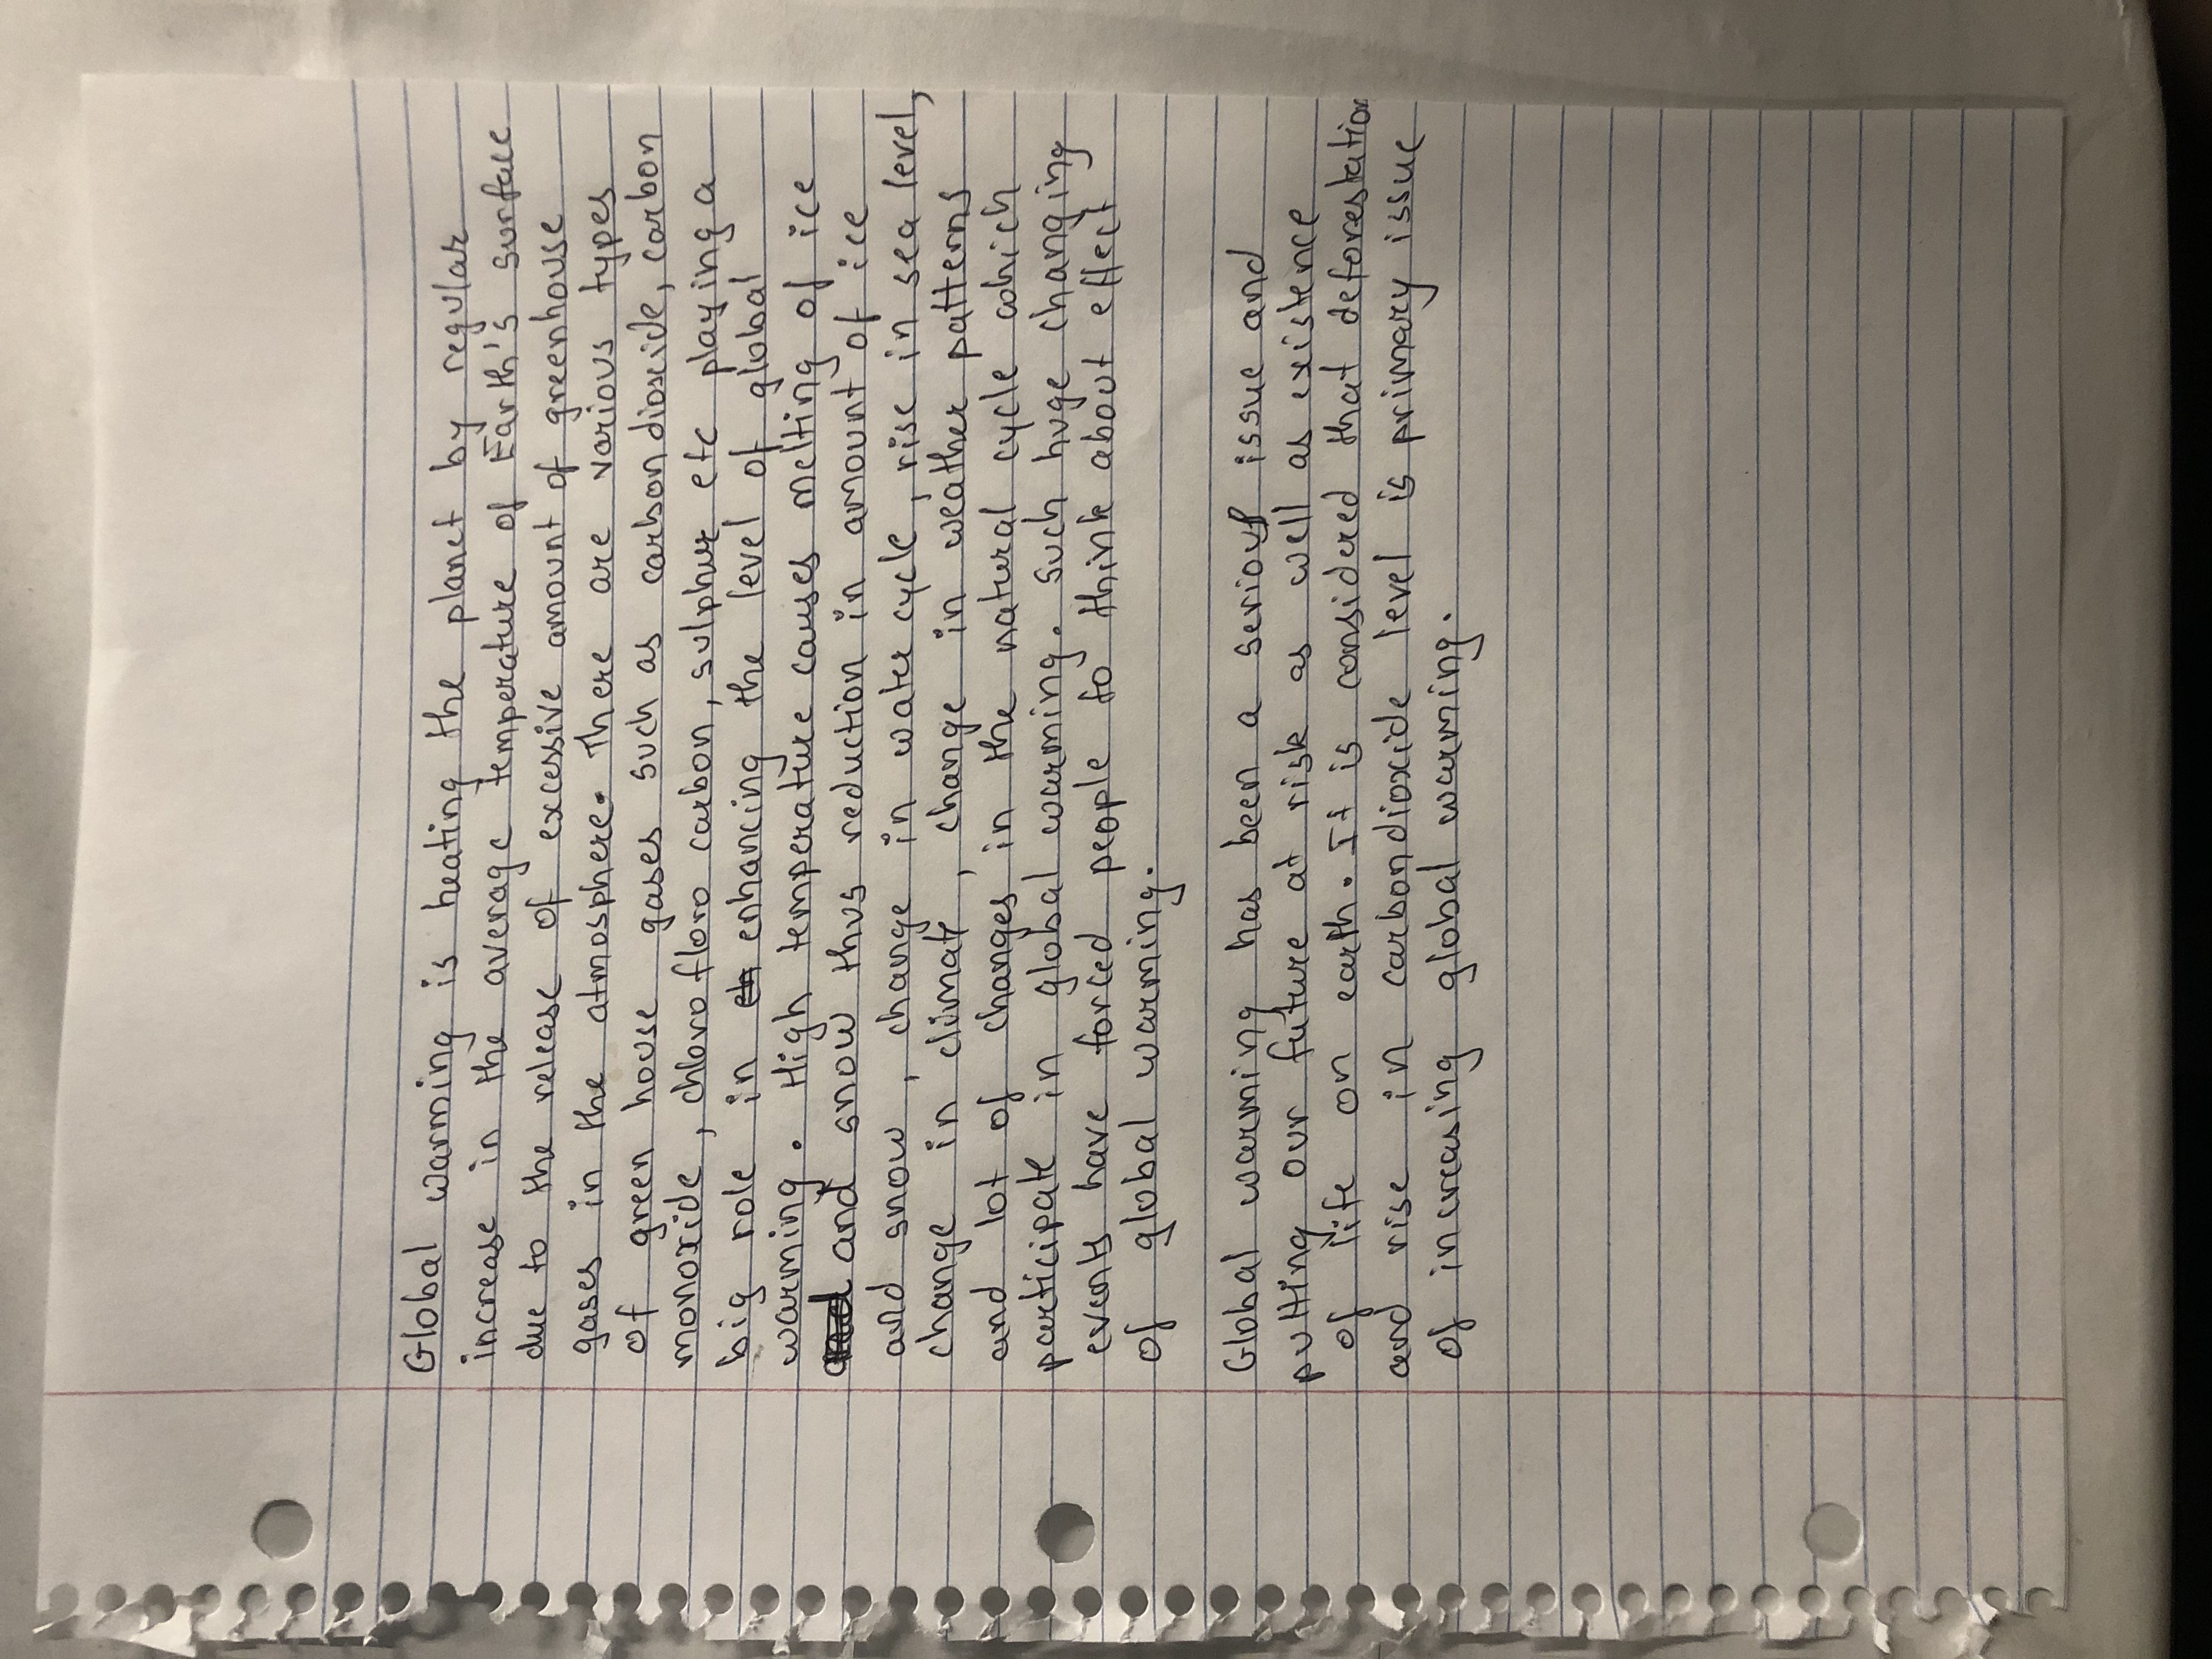 Global warming is heating the planet by regular
increase in the average temperature of Earth's surface
due to the release of excessive amount of greenhouse
gases in the atmosphere. There are various types
of green house gases such as carbondioxide, carbon
monoxide, chloro floro carbon, sulphur etc playing a
big role in enhancing the level of global
warming. High temperature causes melting of ice
and snow thus reduction in amount of ice
and snow, change in water cycle, rise in sea level,
change in climate, change in weather patterns
and lot of changes in the natural cycle which
participate in global warming. Such huge changing
events have forced people to think about effect
of global warming.
Global warming has been a serious issue and
putting our future at risk as well as existence
of life on earth. It is considered that deforestation
and rise in carbondioxide level is primary issue
of increasing global warming.